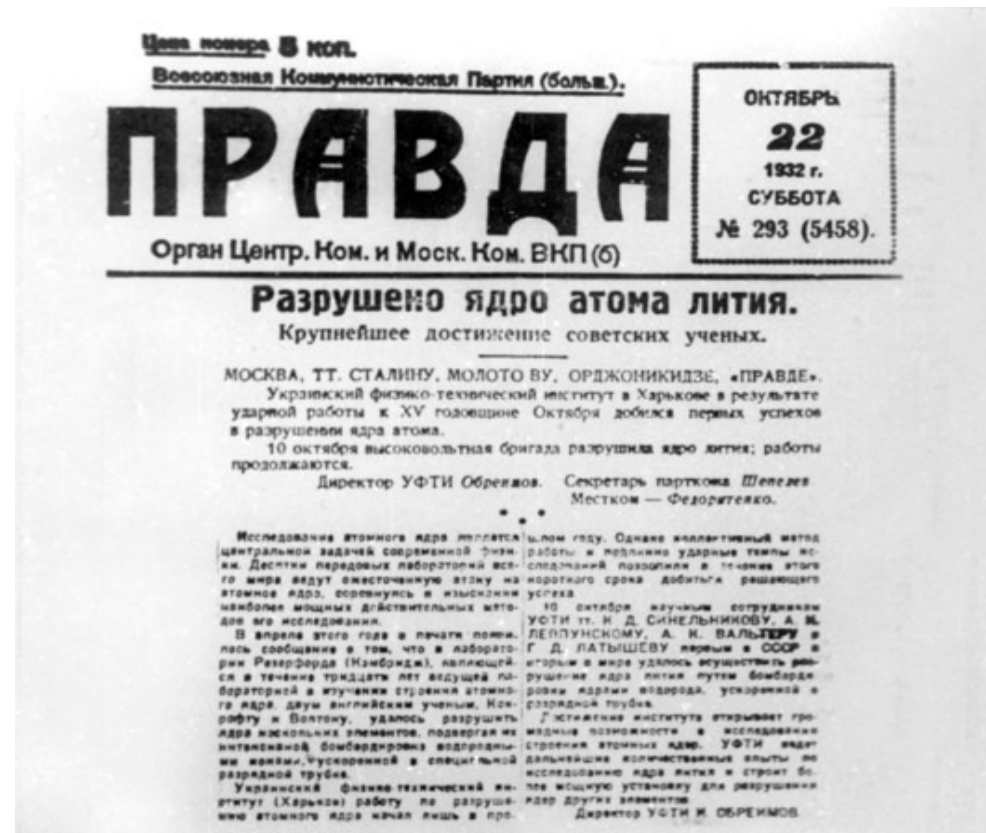 Цена номера 5 коп.
Всесоюзная Коммунистическая Партия (больш.).
ПРАВДА
Орган Центр. Ком. и Моск. Ком. ВКП(б)
ОКТЯБРЬ
22
1932 г.
СУББОТА
№ 293 (5458).
Разрушено ядро атома лития.
Крупнейшее достижение советских ученых.
МОСКВА, ТТ. СТАЛИНУ, МОЛОТО ВУ, ОРДЖОНИКИДЗЕ, «ПРАВДЕ».
Украинский физико-технический институт в Харькове в результате
ударной работы к XV годовщине Октября добился первых успехов
в разрушении ядра атома.
10 октября высоковольтная бригада разрушила ядро лития; работы
продолжаются.
Директор УФТИ Обреимов. Секретарь парткома Шепелев
Местком — Федоритенко.
Исследование атомного ядра является
центральной задачей современной физи-
ки. Десятки передовых лабораторий все-
го мира ведут ожесточенную атаку на
атомное ядро, соревнуясь в изыскании
наиболее мощных действительных мето-
дов его исследования.
В апреле этого года в печати появи-
лось сообщение о том, что в лаборато-
рии Резерфорда (Кембридж), являющей-
ся в течение тридцати лет ведущей ла-
бораторией в изучении строения атомно-
го ядра, двум английским ученым, Кок-
рофту и Волтону, удалось разрушить
ядра нескольких элементов, подвергая их
интенсивной бомбардировке водородны-
ми ионами, ускоренной в специальной
разрядной трубке.
Украинский физико-технический ин-
ститут (Харьков) работу по разруше-
нию атомного ядра начал лишь в про-
шлом году. Однако коллективный метод
работы и подлинно ударные темпы ис-
следований позволили в течение этого
короткого срока добиться решающего
успеха.
10 октября научным сотрудникам
УФТИ тт. К. Д. СИНЕЛЬНИКОВУ, А. И.
ЛЕЙПУНСКОМУ, А. К. ВАЛЬТЕРУ и
Г. Д. ЛАТЫШЕВУ первым в СССР и
вторым в мире удалось осуществить раз-
рушение ядра лития путем бомбарди-
ровки ядрами водорода, ускоренной в
разрядной трубке.
Достижение института открывает гро-
мадные возможности в исследовании
строения атомных ядер. УФТИ ведет
дальнейшие количественные опыты по
исследованию ядра лития и строит бо-
лее мощную установку для разрушения
ядер других элементов
Директор УФТИ И. ОБРЕИМОВ.